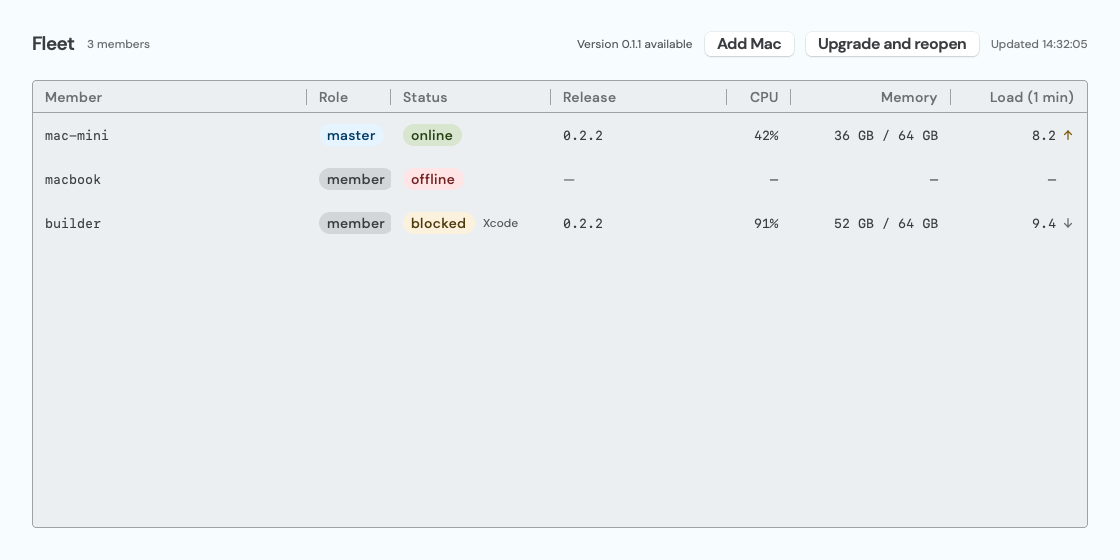 Fleet 3 members Version 0.1.1 available Add Mac Upgrade and reopen Updated 14:32:05
Member Role Status Release CPU Memory Load (1 min)
mac-mini master online 0.2.2 42% 36 GB / 64 GB 8.2 ↑
macbook member offline — — — —
builder member blocked Xcode 0.2.2 91% 52 GB / 64 GB 9.4 ↓